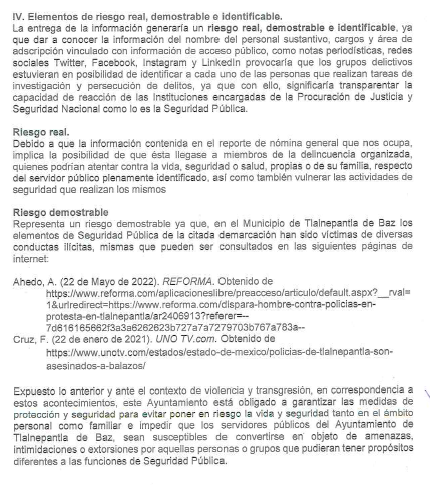 IV. Elementos de riesgo real, demostrable e identificable.
La entrega de la información generaría un riesgo real, demostrable e identificable, ya
que dar a conocer la información del nombre del personal sustantivo, cargos y área de
adscripción vinculado con información de acceso público, como notas periodísticas, redes
sociales Twitter, Facebook, Instagram y LinkedIn provocaría que los grupos delictivos
estuvieran en posibilidad de identificar a cada uno de las personas que realizan tareas de
investigación y persecución de delitos, ya que con ello, significaría transparentar la
capacidad de reacción de las Instituciones encargadas de la Procuración de Justicia y
Seguridad Nacional como lo es la Seguridad Pública.
Riesgo real.
Debido a que la información contenida en el reporte de nómina general que nos ocupa,
implica la posibilidad de que ésta llegase a miembros de la delincuencia organizada,
quienes podrían atentar contra la vida, seguridad o salud, propias o de su familia, respecto
del servidor público plenamente identificado, así como también vulnerar las actividades de
seguridad que realizan los mismos
Riesgo demostrable
Representa un riesgo demostrable ya que, en el Municipio de Tlalnepantla de Baz los
elementos de Seguridad Pública de la citada demarcación han sido víctimas de diversas
conductas ilícitas, mismas que pueden ser consultados en las siguientes páginas de
internet:
Ahedo, A. (22 de Mayo de 2022). REFORMA. Obtenido de
https://www.reforma.com/aplicacioneslibre/preacceso/articulo/default.aspx?__rval=
1&urlredirect=https://www.reforma.com/dispara-hombre-contra-policias-en-
protesta-en-tlalnepantla/ar2406913?referer=--
7d616165662f3a3a6262623b727a7a7279703b767a783a--
Cruz, F. (22 de enero de 2021). UNO TV.com. Obtenido de
https://www.unotv.com/estados/estado-de-mexico/policias-de-tlalnepantla-son-
asesinados-a-balazos/
Expuesto lo anterior y ante el contexto de violencia y transgresión, en correspondencia a
estos acontecimientos, este Ayuntamiento está obligado a garantizar las medidas de
protección y seguridad para evitar poner en riesgo la vida y seguridad tanto en el ámbito
personal como familiar e impedir que los servidores públicos del Ayuntamiento de
Tlalnepantla de Baz, sean susceptibles de convertirse en objeto de amenazas,
intimidaciones o extorsiones por aquellas personas o grupos que pudieran tener propósitos
diferentes a las funciones de Seguridad Pública.